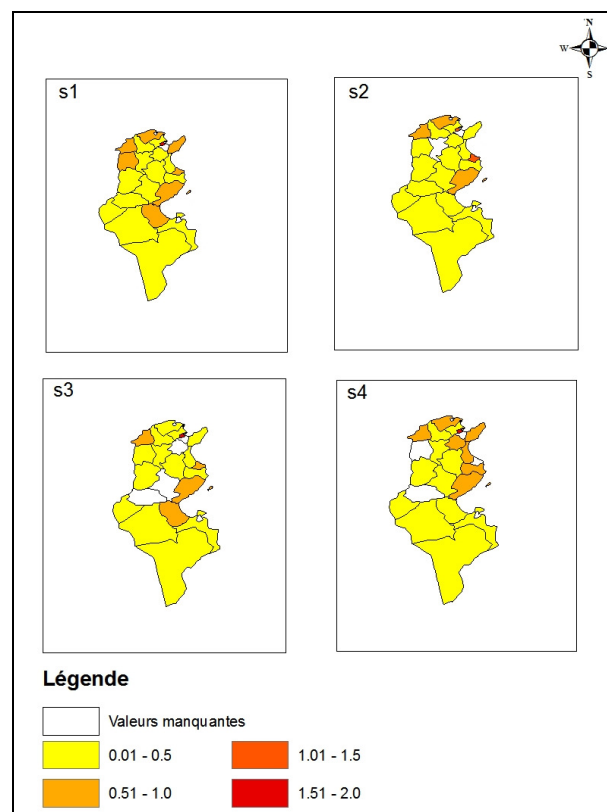 N
W
S
s1
s2
s3
s4
Légende
Valeurs manquantes
0.01 - 0.5
1.01 - 1.5
0.51 - 1.0
1.51 - 2.0